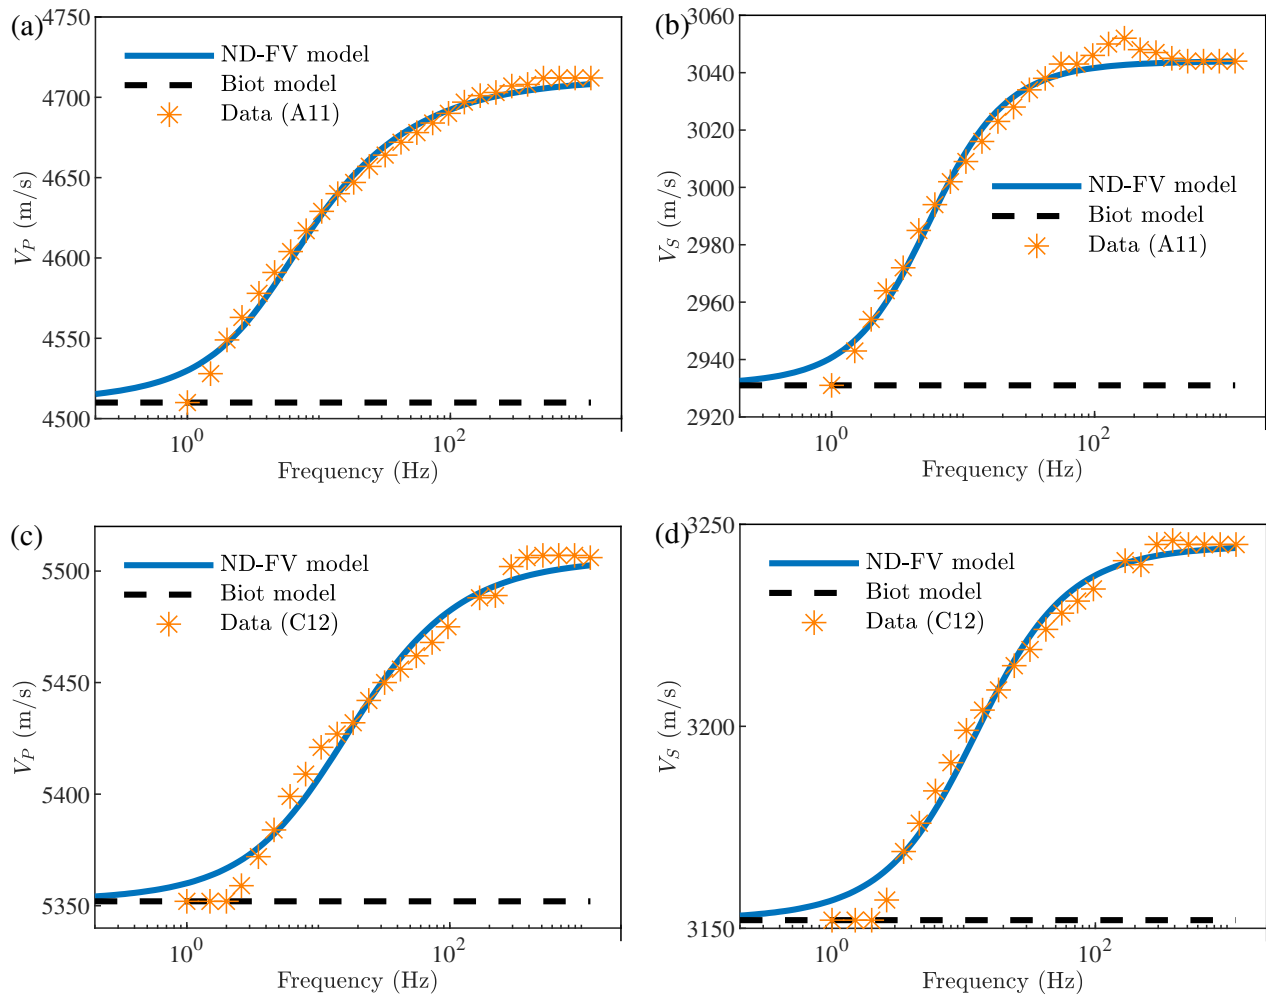 (a)
4750
4700
4650
4600
4550
4500
V_P (m/s)
ND-FV model
Biot model
Data (A11)
10^0
10^2
Frequency (Hz)
(b)
3060
3040
3020
3000
2980
2960
2940
2920
V_S (m/s)
ND-FV model
Biot model
Data (A11)
10^0
10^2
Frequency (Hz)
(c)
5500
5450
5400
5350
V_P (m/s)
ND-FV model
Biot model
Data (C12)
10^0
10^2
Frequency (Hz)
(d)
3250
3200
3150
V_S (m/s)
ND-FV model
Biot model
Data (C12)
10^0
10^2
Frequency (Hz)